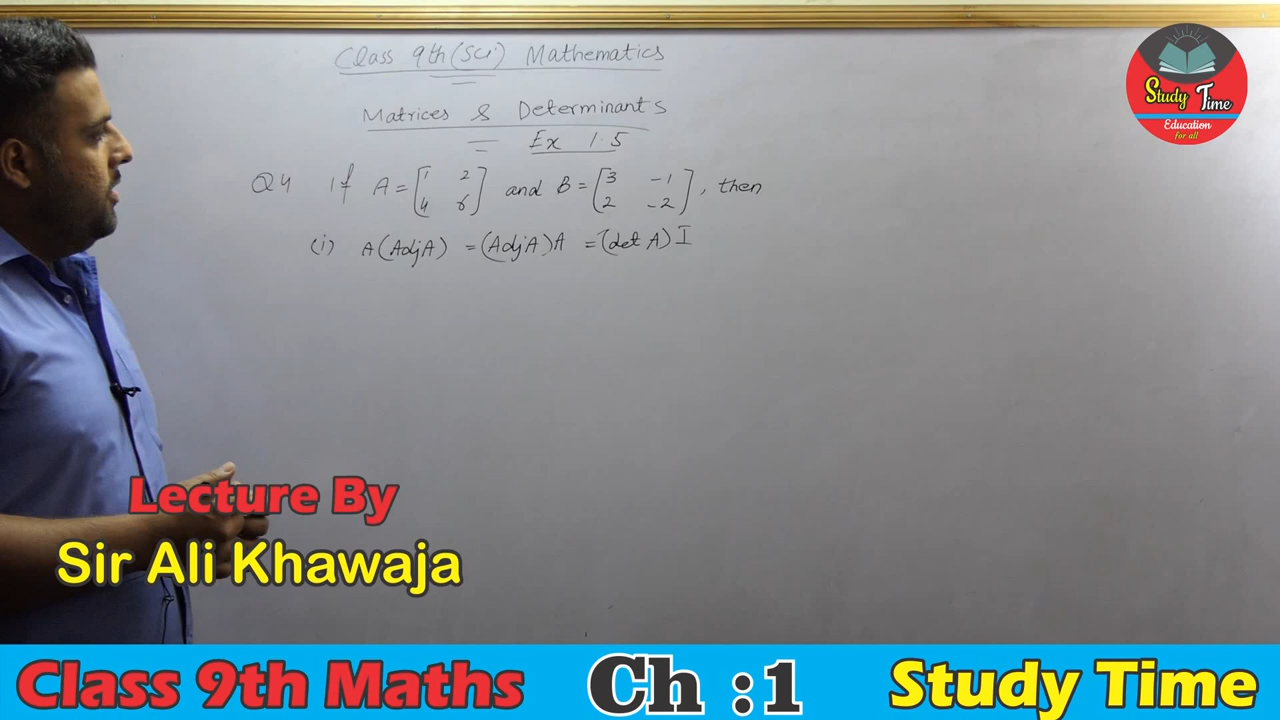 Class 9th (Sci) Mathematics
Matrices & Determinants
Ex 1.5
Q4 If A = [1 2 4 6] and B = [3 -1 2 -2], then
(i) A(AdjA) = (AdjA)A = (det A) I
Study Time
Education
for all
Lecture By
Sir Ali Khawaja
Class 9th Maths Ch :1 Study Time